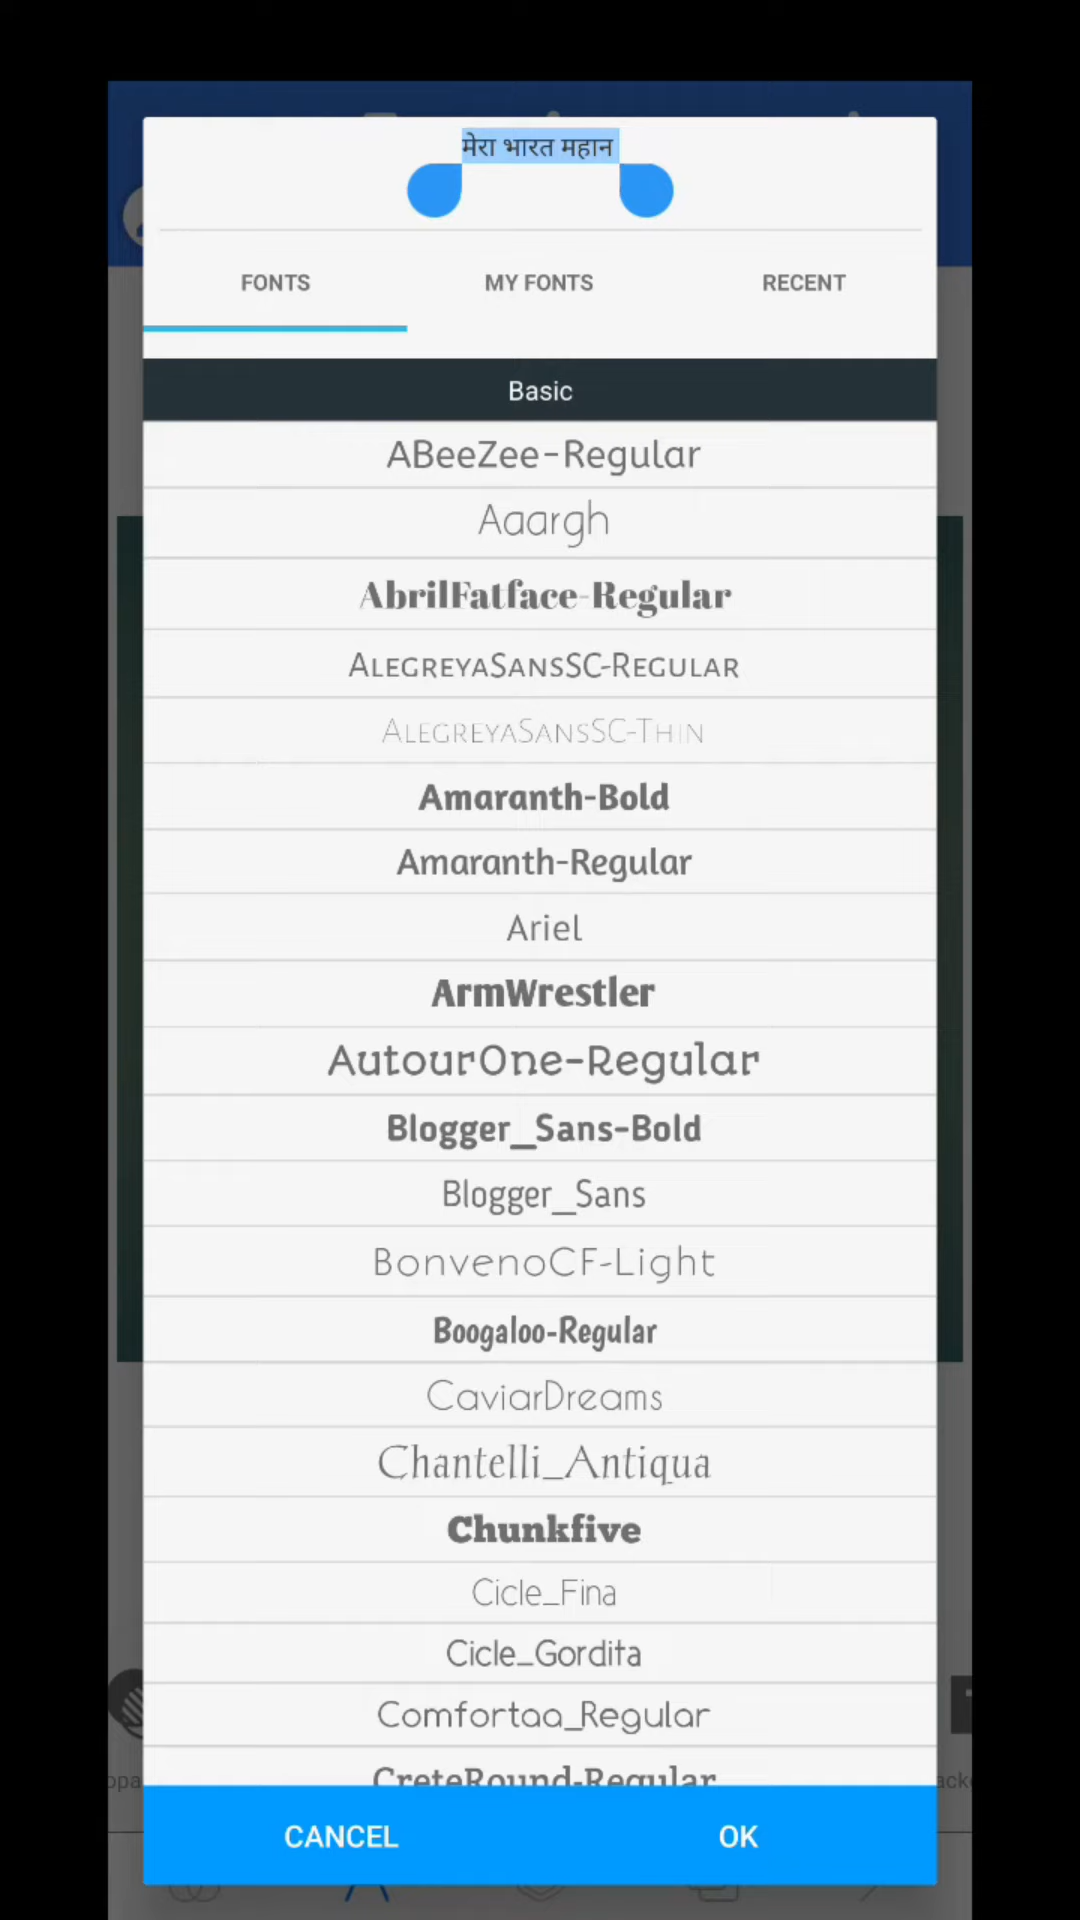 मेरा भारत महान
FONTS
MY FONTS
RECENT
Basic
ABeeZee-Regular
Aaargh
AbrilFatface-Regular
AlegreyaSansSC-Regular
AlegreyaSansSC-Thin
Amaranth-Bold
Amaranth-Regular
Ariel
ArmWrestler
AutourOne-Regular
Blogger_Sans-Bold
Blogger_Sans
BonvenoCF-Light
Boogaloo-Regular
CaviarDreams
Chantelli_Antiqua
Chunkfive
Cicle_Fina
Cicle_Gordita
Comfortaa_Regular
CreteRound-Regular
CANCEL
OK